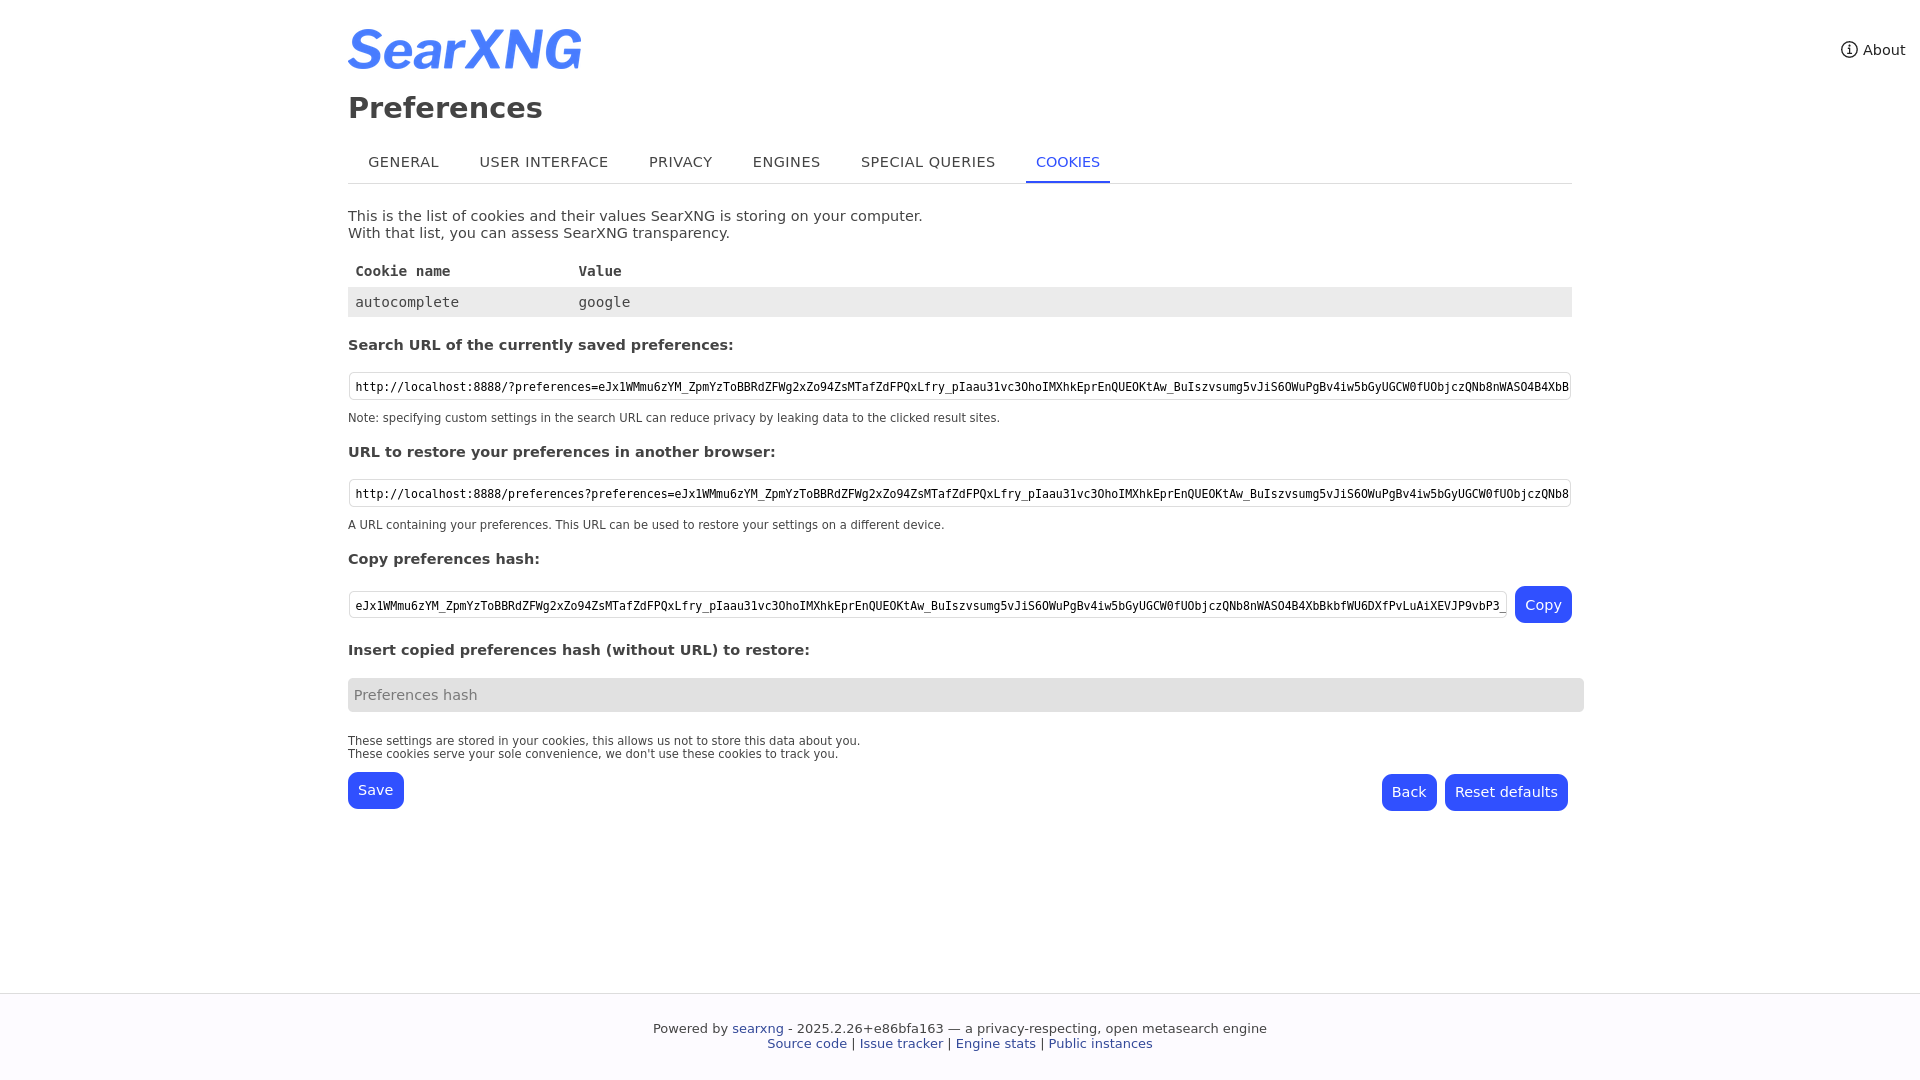 SearXNG
About
Preferences
GENERAL USER INTERFACE PRIVACY ENGINES SPECIAL QUERIES COOKIES
This is the list of cookies and their values SearXNG is storing on your computer.
With that list, you can assess SearXNG transparency.
Cookie name Value
autocomplete google
Search URL of the currently saved preferences:
http://localhost:8888/?preferences=eJx1WMmu6zYM_ZpmYzToBBRdZFWg2xZo94ZsMTafZdFPQxLfry_pIaau31vc3OhoIMXhkEprEnQUEOKtAw_BuIszvsumg5vJiS6OWuPgBv4iw5bGyUGCW0fUObjczQNb8nWASO4B4XbB
Note: specifying custom settings in the search URL can reduce privacy by leaking data to the clicked result sites.
URL to restore your preferences in another browser:
http://localhost:8888/preferences?preferences=eJx1WMmu6zYM_ZpmYzToBBRdZFWg2xZo94ZsMTafZdFPQxLfry_pIaau31vc3OhoIMXhkEprEnQUEOKtAw_BuIszvsumg5vJiS6OWuPgBv4iw5bGyUGCW0fUObjczQNb8
A URL containing your preferences. This URL can be used to restore your settings on a different device.
Copy preferences hash:
eJx1WMmu6zYM_ZpmYzToBBRdZFWg2xZo94ZsMTafZdFPQxLfry_pIaau31vc3OhoIMXhkEprEnQUEOKtAw_BuIszvsumg5vJiS6OWuPgBv4iw5bGyUGCW0fUObjczQNb8nWASO4B4XbBkbfWU6DXfPvLuAiXEVJP9vbP3_
Copy
Insert copied preferences hash (without URL) to restore:
Preferences hash
These settings are stored in your cookies, this allows us not to store this data about you.
These cookies serve your sole convenience, we don't use these cookies to track you.
Save
Back Reset defaults
Powered by searxng - 2025.2.26+e86bfa163 — a privacy-respecting, open metasearch engine
Source code | Issue tracker | Engine stats | Public instances